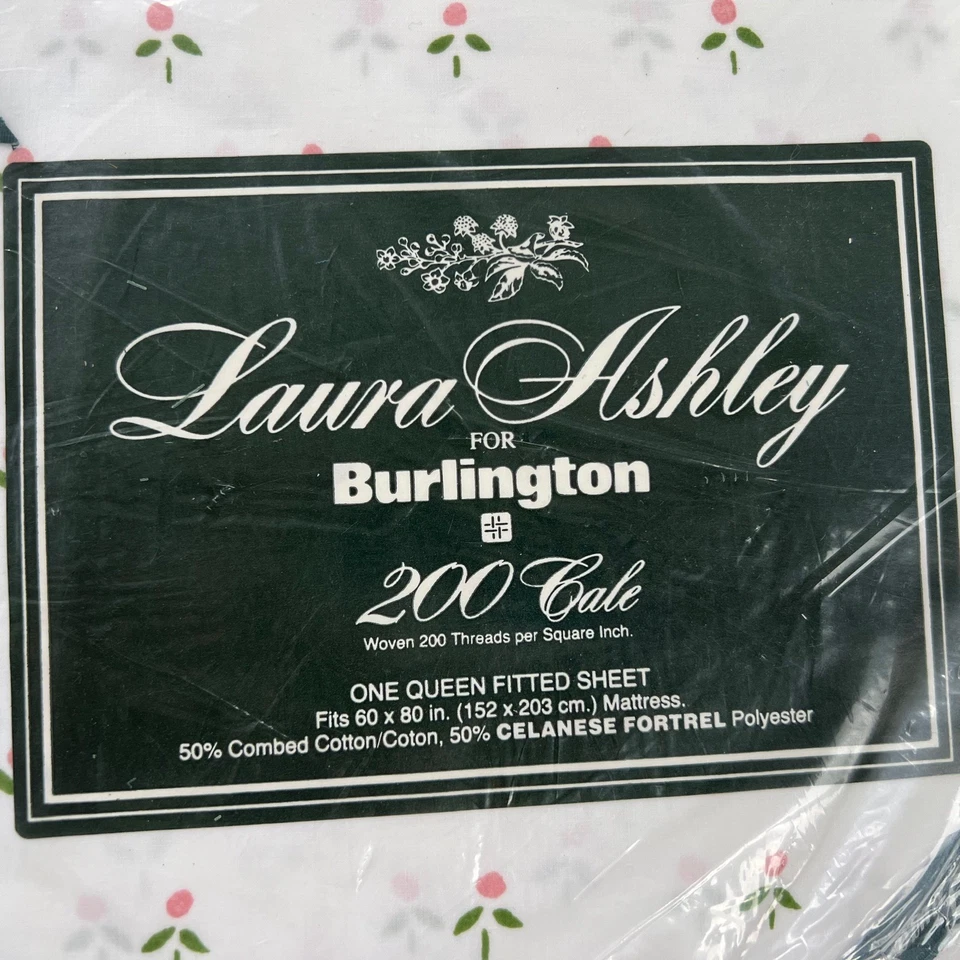 Laura Ashley
FOR
Burlington
200 Cale
Woven 200 Threads per Square Inch.
ONE QUEEN FITTED SHEET
Fits 60 x 80 in. (152 x 203 cm.) Mattress.
50% Combed Cotton/Coton, 50% CELANESE FORTREL Polyester